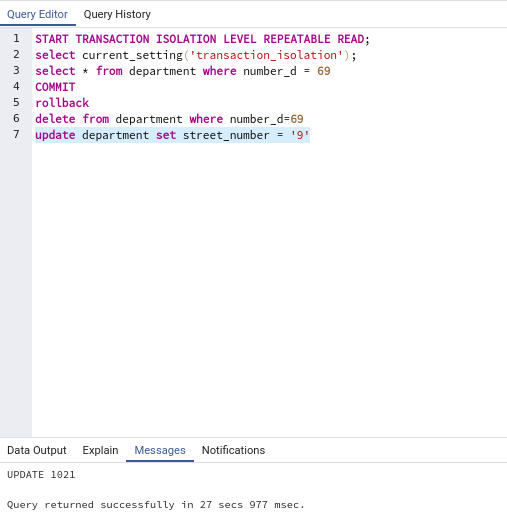 Query Editor Query History
1 START TRANSACTION ISOLATION LEVEL REPEATABLE READ;
2 select current_setting('transaction_isolation');
3 select * from department where number_d = 69
4 COMMIT
5 rollback
6 delete from department where number_d=69
7 update department set street_number = '9'
Data Output Explain Messages Notifications
UPDATE 1021
Query returned successfully in 27 secs 977 msec.